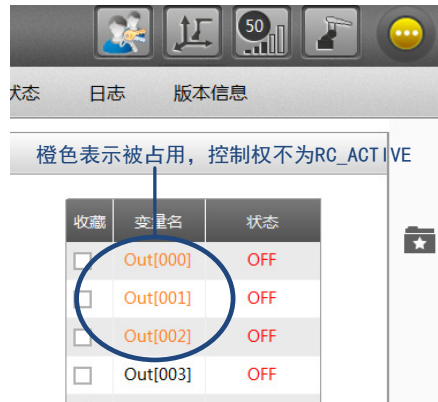 50
状态 日志 版本信息
橙色表示被占用，控制权不为RC_ACTIVE
收藏 变量名 状态
Out[000] OFF
Out[001] OFF
Out[002] OFF
Out[003] OFF